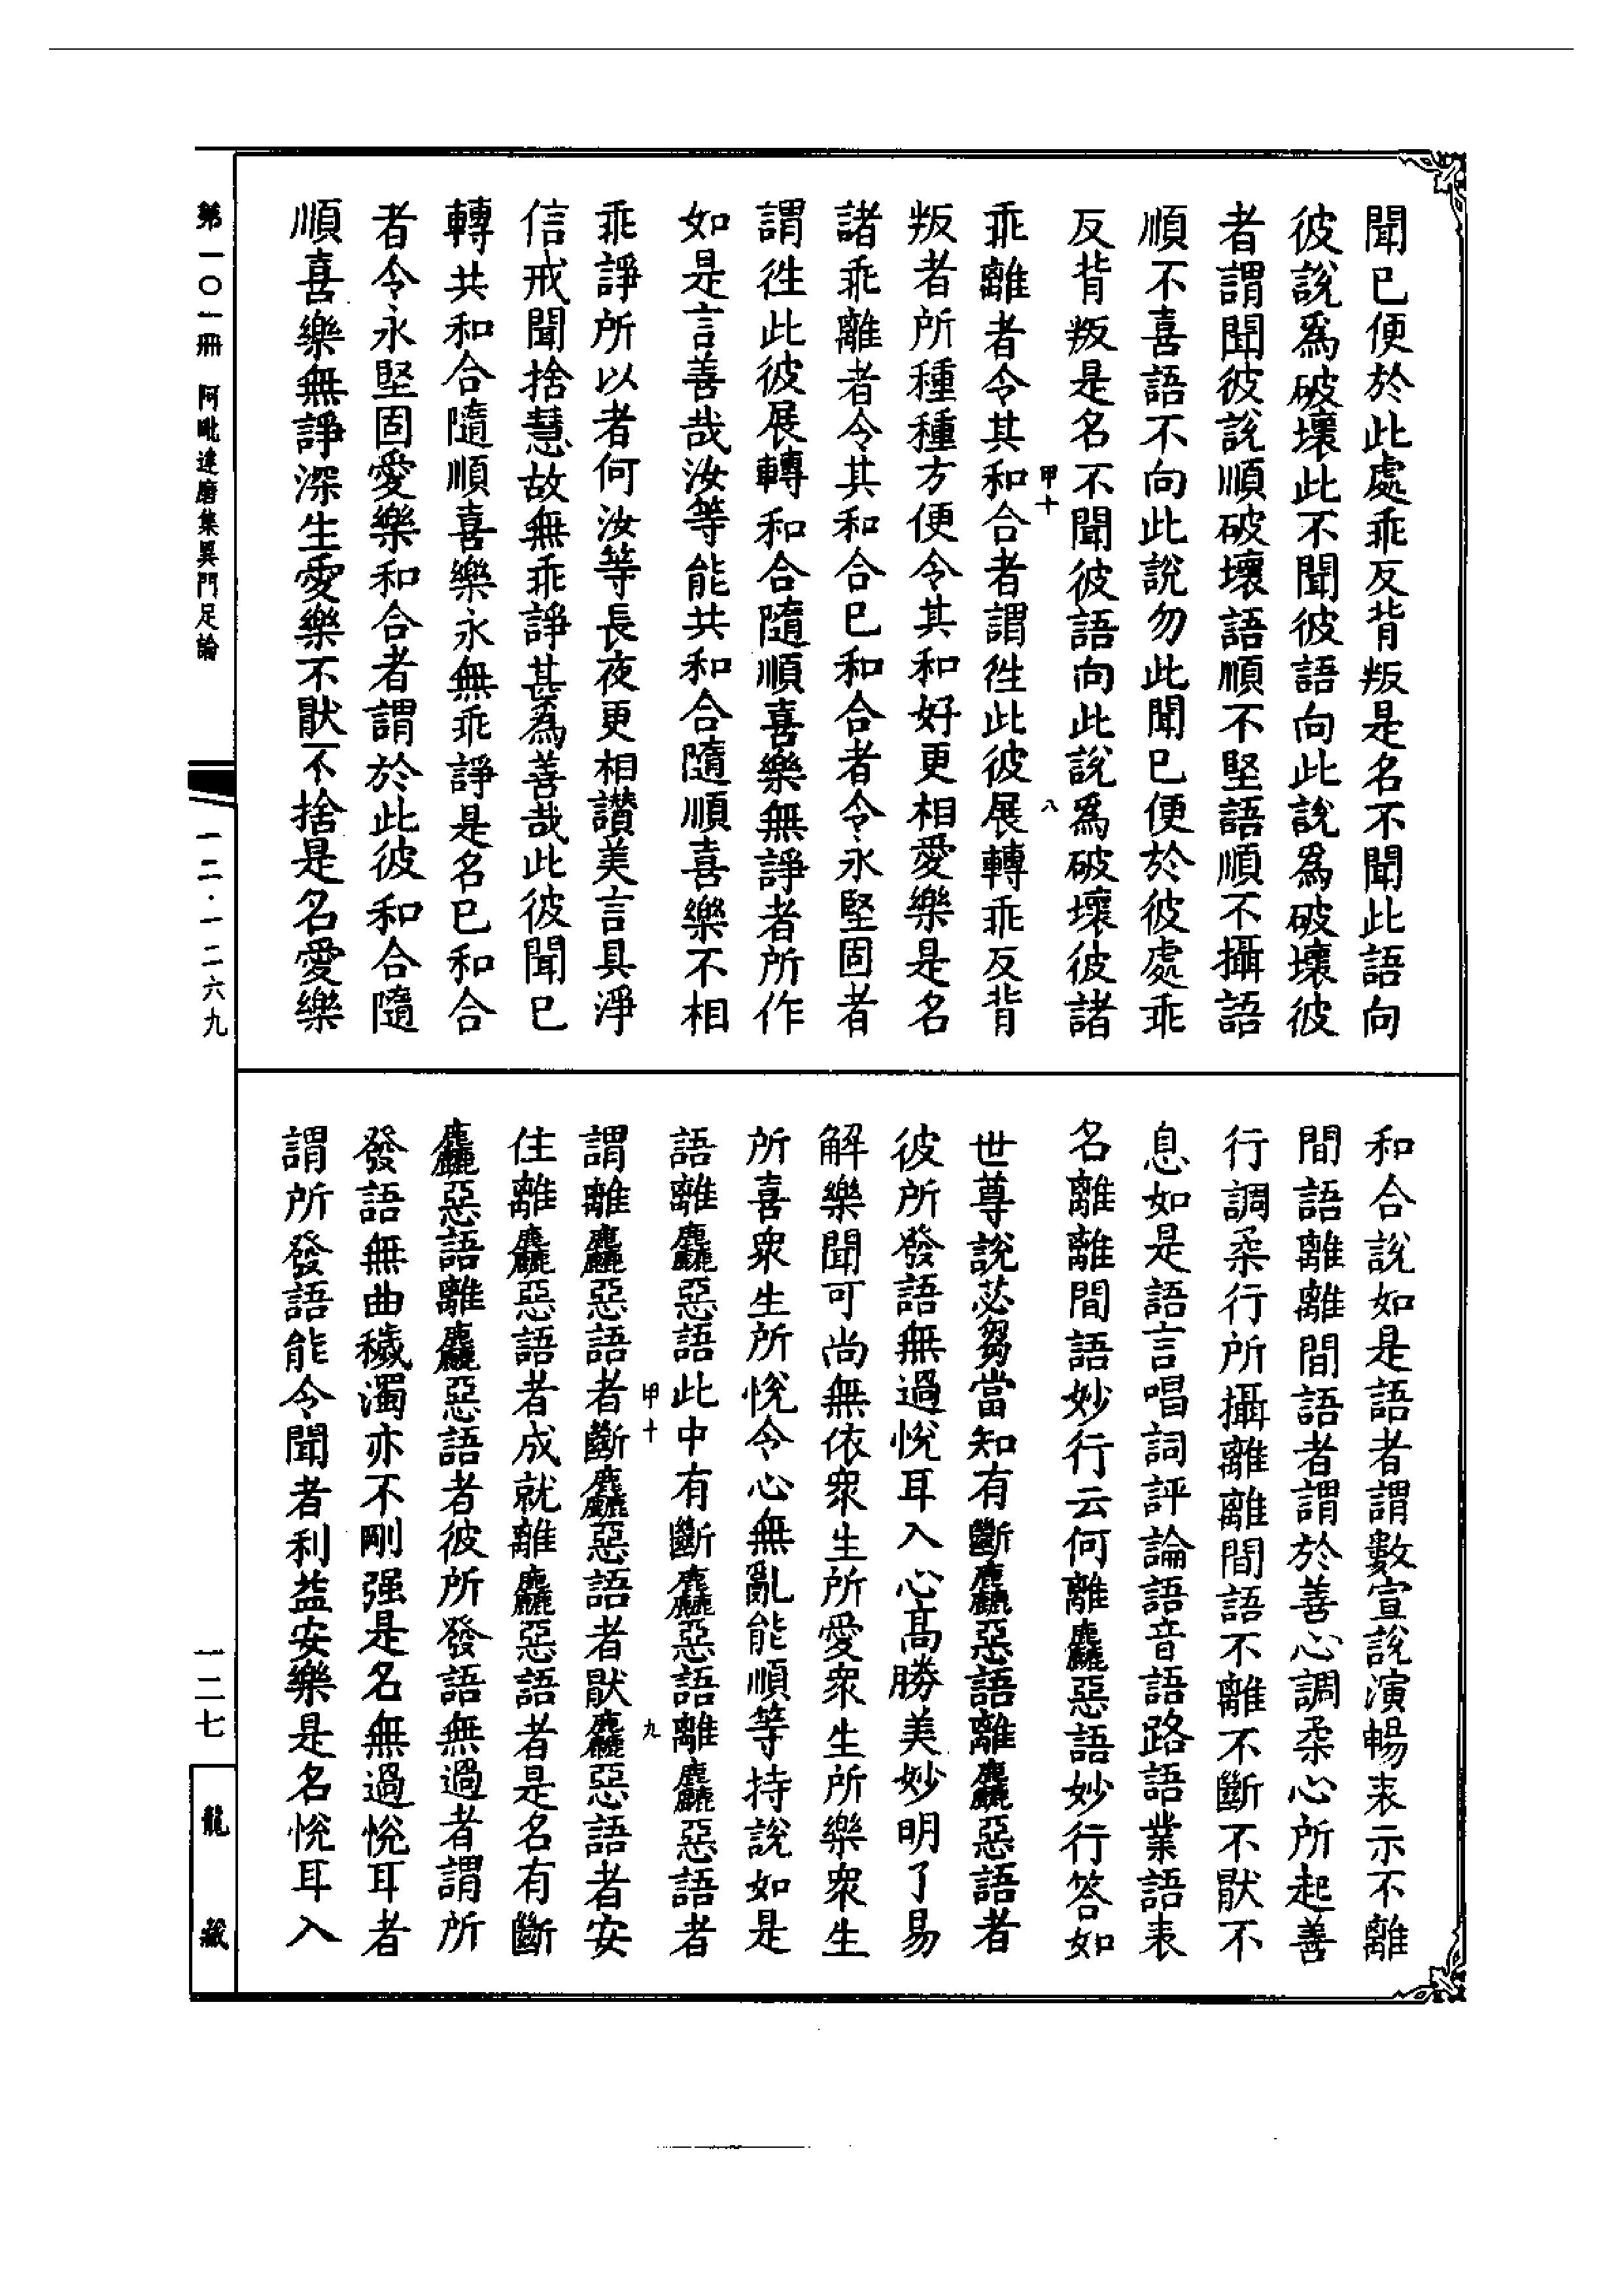 聞已便於此處乖反背叛是名不聞此語向
彼說爲破壞此不聞彼語向此說爲破壞彼
者謂聞彼說順破壞語順不堅語順不攝語
順不喜語不向此說勿此聞已便於彼處乖
反背叛是名不聞彼語向此說爲破壞彼諸
甲十
八
乖離者令其和合者謂徃此彼展轉乖反背
叛者所種種方便令其和好更相愛樂是名
諸乖離者令其和合已和合者令永堅固者
謂徃此彼展轉和合隨順喜樂無諍者所作
如是言善哉汝等能共和合隨順喜樂不相
乖諍所以者何汝等長夜更相讃美言具淨
信戒聞捨慧故無乖諍甚爲善哉此彼聞已
轉共和合隨順喜樂永無乖諍是名已和合
者令永堅固愛樂和合者謂於此彼和合隨
順喜樂無諍深生愛樂不猒不捨是名愛樂
和合說如是語者謂數宣說演暢表示不離
間語離離間語者謂於善心調柔心所起善
行調柔行所攝離離間語不離不斷不猒不
息如是語言唱詞評論語音語路語業語表
名離離間語妙行云何離麤惡語妙行答如
世尊說苾芻當知有斷麤惡語離麤惡語者
彼所發語無過悅耳入心高勝美妙明了易
解樂聞可尚無依衆生所愛衆生所樂衆生
所喜衆生所悅令心無亂能順等持說如是
語離麤惡語此中有斷麤惡語離麤惡語者
甲十
九
謂離麤惡語者斷麤惡語者猒麤惡語者安
住離麤惡語者成就離麤惡語者是名有斷
麤惡語離麤惡語者彼所發語無過者謂所
發語無曲穢濁亦不剛强是名無過悅耳者
謂所發語能令聞者利益安樂是名悅耳入
第一〇一冊 阿毗達磨集異門足論
一二·一二六九
一二七
龍藏